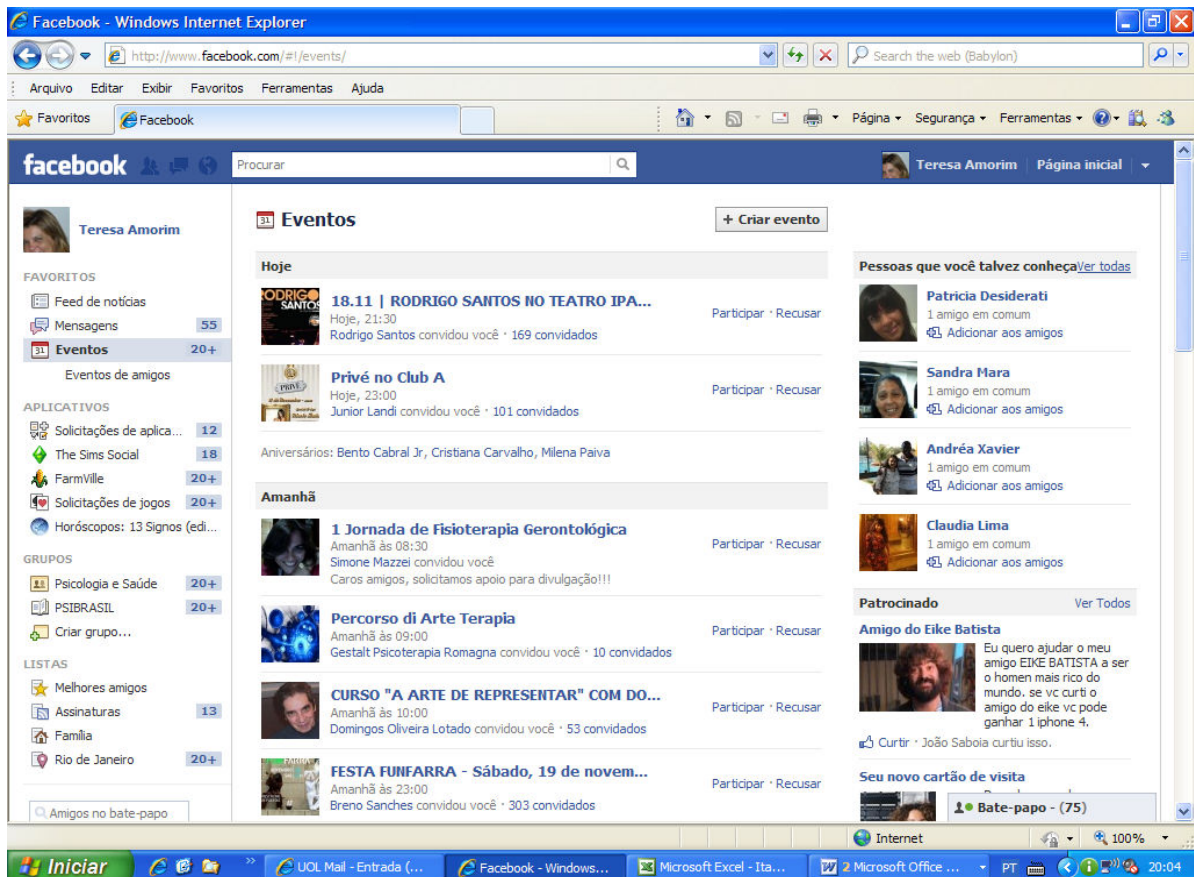 Facebook - Windows Internet Explorer
http://www.facebook.com/#!/events/
Search the web (Babylon)
Arquivo Editar Exibir Favoritos Ferramentas Ajuda
Favoritos
Facebook
Página
Segurança
Ferramentas
facebook
Procurar
Teresa Amorim
Página inicial
Teresa Amorim
FAVORITOS
Feed de notícias
Mensagens 55
31 Eventos 20+
Eventos de amigos
APLICATIVOS
Solicitações de aplica... 12
The Sims Social 18
FarmVille 20+
Solicitações de jogos 20+
Horóscopos: 13 Signos (edi...
GRUPOS
Psicologia e Saúde 20+
PSIBRASIL 20+
Criar grupo...
LISTAS
Melhores amigos
Assinaturas 13
Família
Rio de Janeiro 20+
Amigos no bate-papo
31 Eventos
+ Criar evento
Hoje
RODRIGO SANTOS
18.11 | RODRIGO SANTOS NO TEATRO IPA...
Hoje, 21:30
Rodrigo Santos convidou você · 169 convidados
Participar · Recusar
PRIVÉ
Privé no Club A
Hoje, 23:00
Junior Landi convidou você · 101 convidados
Participar · Recusar
Aniversários: Bento Cabral Jr, Cristiana Carvalho, Milena Paiva
Amanhã
1 Jornada de Fisioterapia Gerontológica
Amanhã às 08:30
Simone Mazzei convidou você
Caros amigos, solicitamos apoio para divulgação!!!
Participar · Recusar
Percorso di Arte Terapia
Amanhã às 09:00
Gestalt Psicoterapia Romagna convidou você · 10 convidados
Participar · Recusar
CURSO "A ARTE DE REPRESENTAR" COM DO...
Amanhã às 10:00
Domingos Oliveira Lotado convidou você · 53 convidados
Participar · Recusar
FESTA FUNFARRA - Sábado, 19 de novem...
Amanhã às 23:00
Breno Sanches convidou você · 303 convidados
Participar · Recusar
Pessoas que você talvez conheça Ver todas
Patricia Desiderati
1 amigo em comum
Adicionar aos amigos
Sandra Mara
1 amigo em comum
Adicionar aos amigos
Andréa Xavier
1 amigo em comum
Adicionar aos amigos
Claudia Lima
1 amigo em comum
Adicionar aos amigos
Patrocinado Ver Todos
Amigo do Eike Batista
Eu quero ajudar o meu
amigo EIKE BATISTA a ser
o homen mais rico do
mundo. se vc curti o
amigo do eike vc pode
ganhar 1 iphone 4.
Curtir · João Saboia curtiu isso.
Seu novo cartão de visita
Bate-papo - (75)
Internet
100%
Iniciar
UOL Mail - Entrada (...
Facebook - Windows...
Microsoft Excel - Ita...
2 Microsoft Office ...
PT
20:04